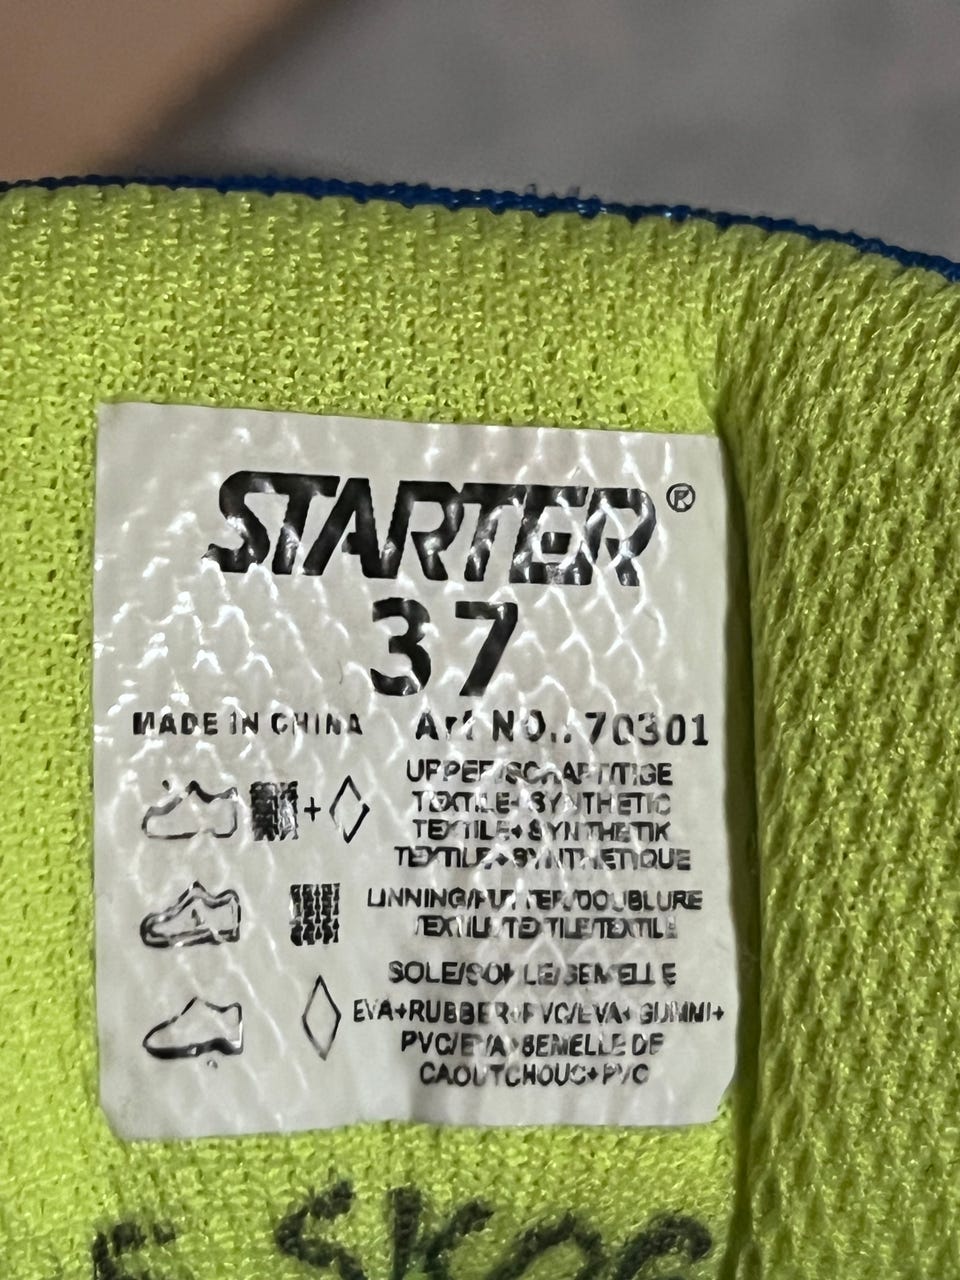 STARTER®
37
MADE IN CHINA Art NO.: 70301
UPPER/SCHAFT/TIGE
TEXTILE+SYNTHETIC
TEXTILE+SYNTHETIK
TEXTILE+SYNTHETIQUE
LINNING/FUTTER/DOUBLURE
TEXTILE/TEXTILE/TEXTILE
SOLE/SOHLE/SEMELLE
EVA+RUBBER+PVC/EVA+GUMMI+
PVC/EVA+SEMELLE DE
CAOUTCHOUC+PVC